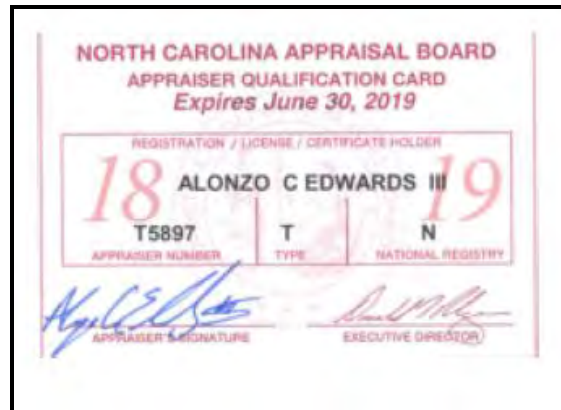 NORTH CAROLINA APPRAISAL BOARD
APPRAISER QUALIFICATION CARD
Expires June 30, 2019
REGISTRATION / LICENSE / CERTIFICATE HOLDER
18 19
ALONZO C EDWARDS III
T5897 T N
APPRAISER NUMBER TYPE NATIONAL REGISTRY
APPRAISER'S SIGNATURE EXECUTIVE DIRECTOR